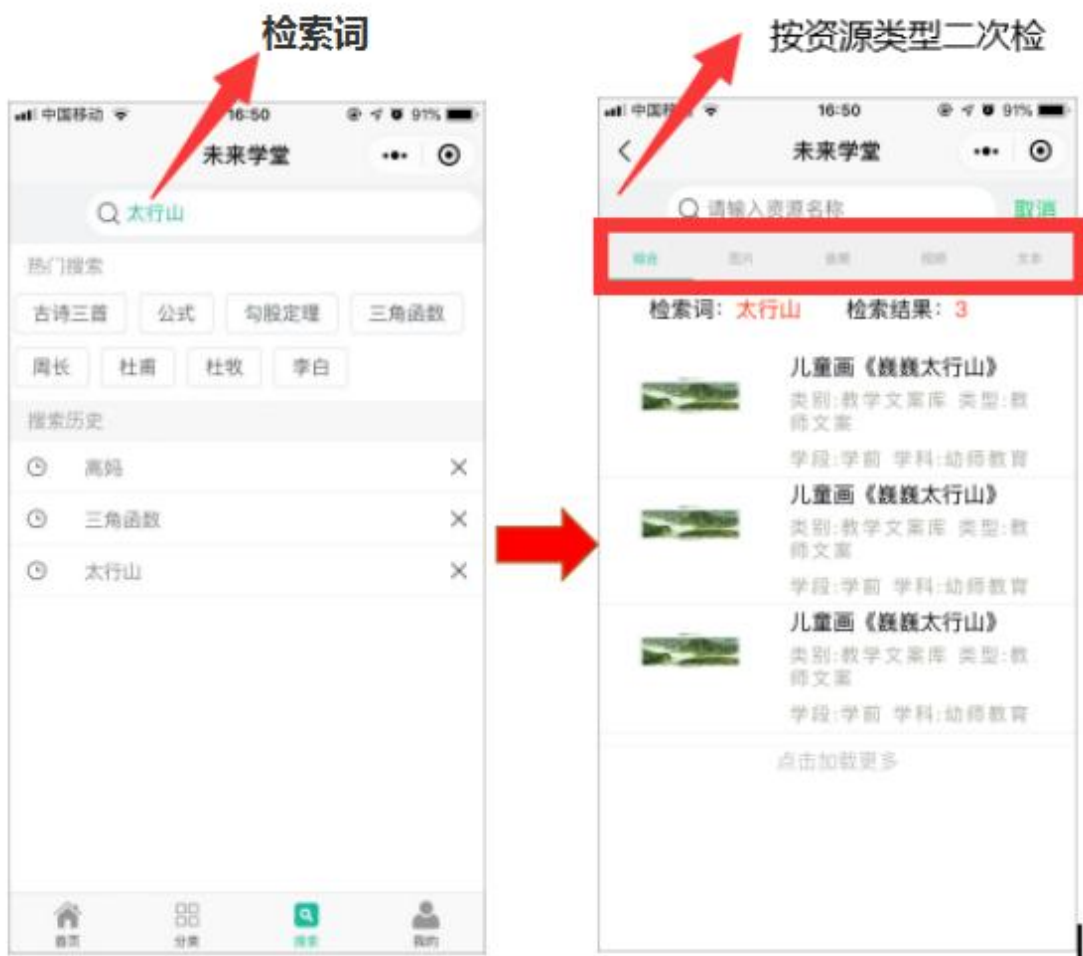 检索词
按资源类型二次检
中国移动
16:50
91%
未来学堂
太行山
热门搜索
古诗三首
公式
勾股定理
三角函数
周长
杜甫
杜牧
李白
搜索历史
高妈
三角函数
太行山
首页
分类
搜索
我的
16:50
91%
未来学堂
请输入资源名称
取消
综合
图片
音频
视频
文本
检索词：太行山 检索结果：3
儿童画《巍巍太行山》
类别:教学文案库 类型:教
师文案
学段:学前 学科:幼师教育
儿童画《巍巍太行山》
类别:教学文案库 类型:教
师文案
学段:学前 学科:幼师教育
儿童画《巍巍太行山》
类别:教学文案库 类型:教
师文案
学段:学前 学科:幼师教育
点击加载更多